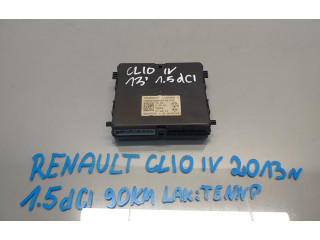 CLIO IV
13' 1.5dCI
RENAULT CLIO IV 2013r
1.5dCI 90KM LAK:TENNP